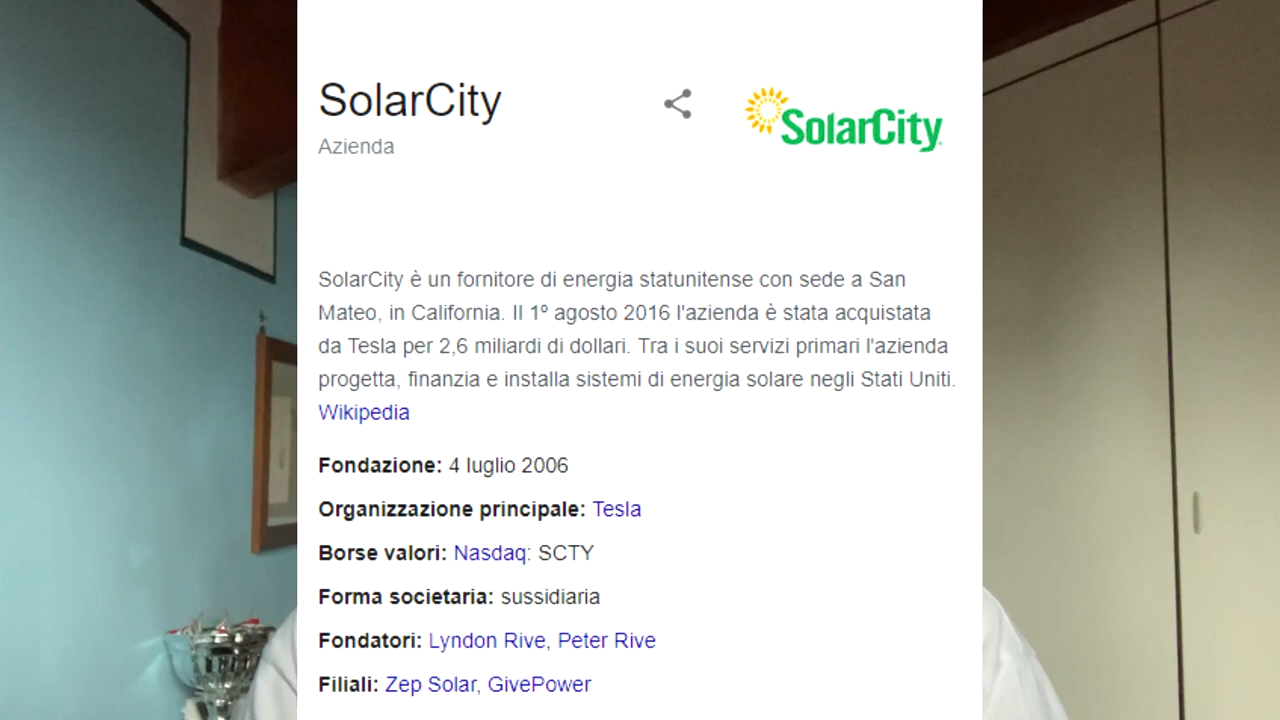 SolarCity
Azienda
SolarCity
SolarCity è un fornitore di energia statunitense con sede a San
Mateo, in California. Il 1º agosto 2016 l'azienda è stata acquistata
da Tesla per 2,6 miliardi di dollari. Tra i suoi servizi primari l'azienda
progetta, finanzia e installa sistemi di energia solare negli Stati Uniti.
Wikipedia
Fondazione: 4 luglio 2006
Organizzazione principale: Tesla
Borse valori: Nasdaq: SCTY
Forma societaria: sussidiaria
Fondatori: Lyndon Rive, Peter Rive
Filiali: Zep Solar, GivePower